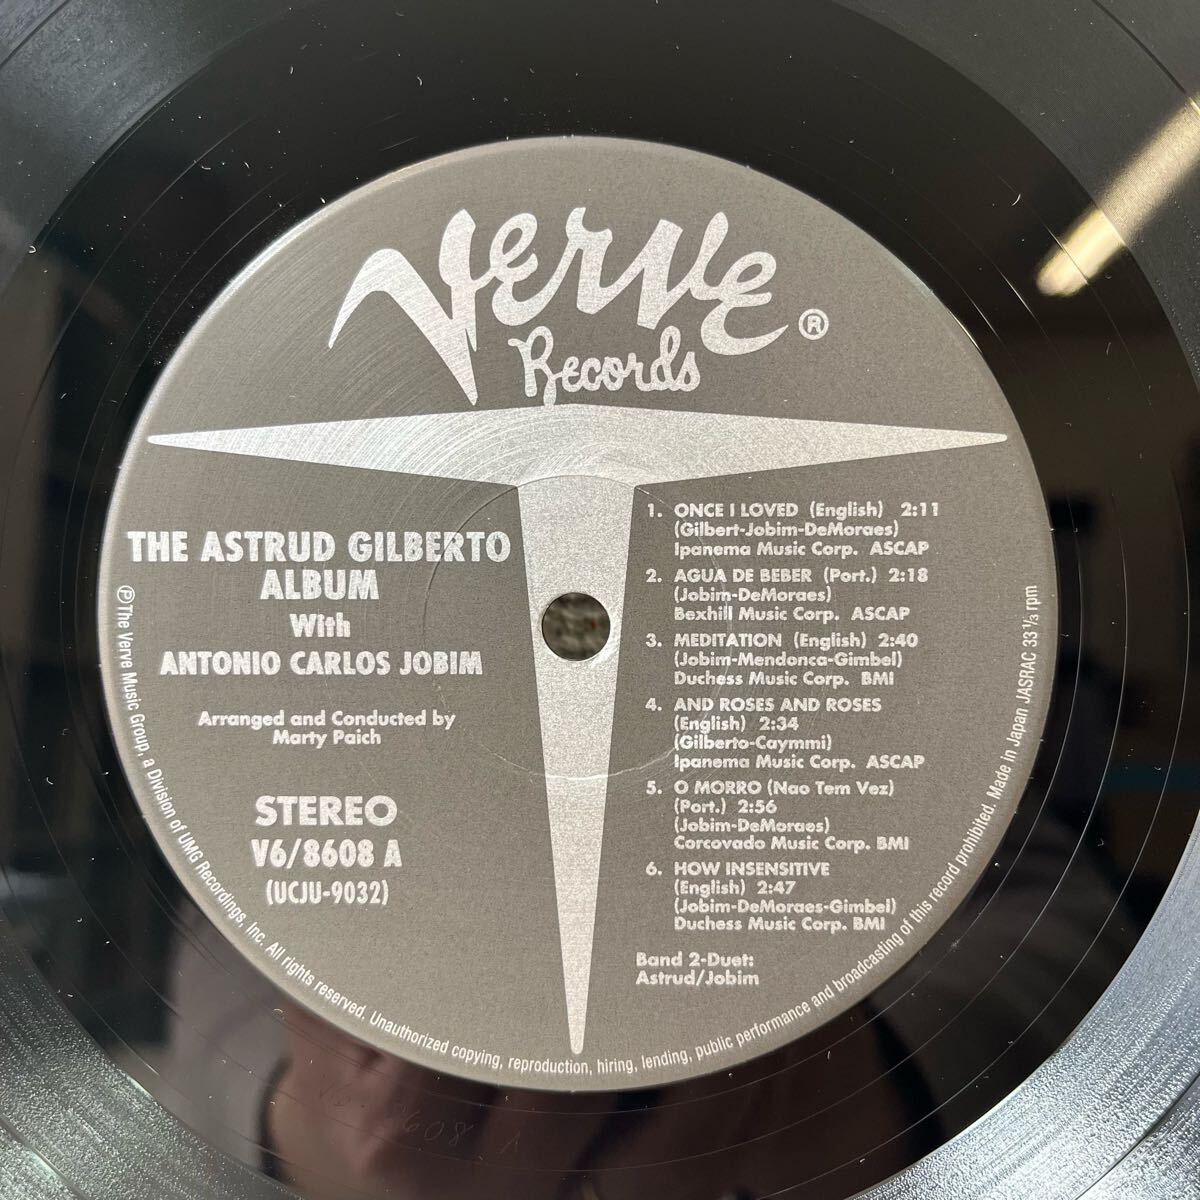 Verve®
Records
THE ASTRUD GILBERTO
ALBUM
With
ANTONIO CARLOS JOBIM
Arranged and Conducted by
Marty Paich
STEREO
V6/8608 A
(UCJU-9032)
1. ONCE I LOVED (English) 2:11
(Gilbert-Jobim-DeMoraes)
Ipanema Music Corp. ASCAP
2. AGUA DE BEBER (Port.) 2:18
(Jobim-DeMoraes)
Bexhill Music Corp. ASCAP
3. MEDITATION (English) 2:40
(Jobim-Mendonca-Gimbel)
Duchess Music Corp. BMI
4. AND ROSES AND ROSES
(English) 2:34
(Gilberto-Caymmi)
Ipanema Music Corp. ASCAP
5. O MORRO (Nao Tem Vez)
(Port.) 2:56
(Jobim-DeMoraes)
Corcovado Music Corp. BMI
6. HOW INSENSITIVE
(English) 2:47
(Jobim-DeMoraes-Gimbel)
Duchess Music Corp. BMI
Band 2-Duet:
Astrud/Jobim
℗The Verve Music Group, a Division of UMG Recordings, Inc. All rights reserved. Unauthorized copying, reproduction, hiring, lending, public performance and broadcasting of this record prohibited. Made in Japan JASRAC 33 1/3 rpm
V6-8608 A